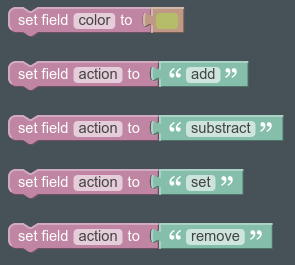 set field color to
set field action to “ add ”
set field action to “ substract ”
set field action to “ set ”
set field action to “ remove ”